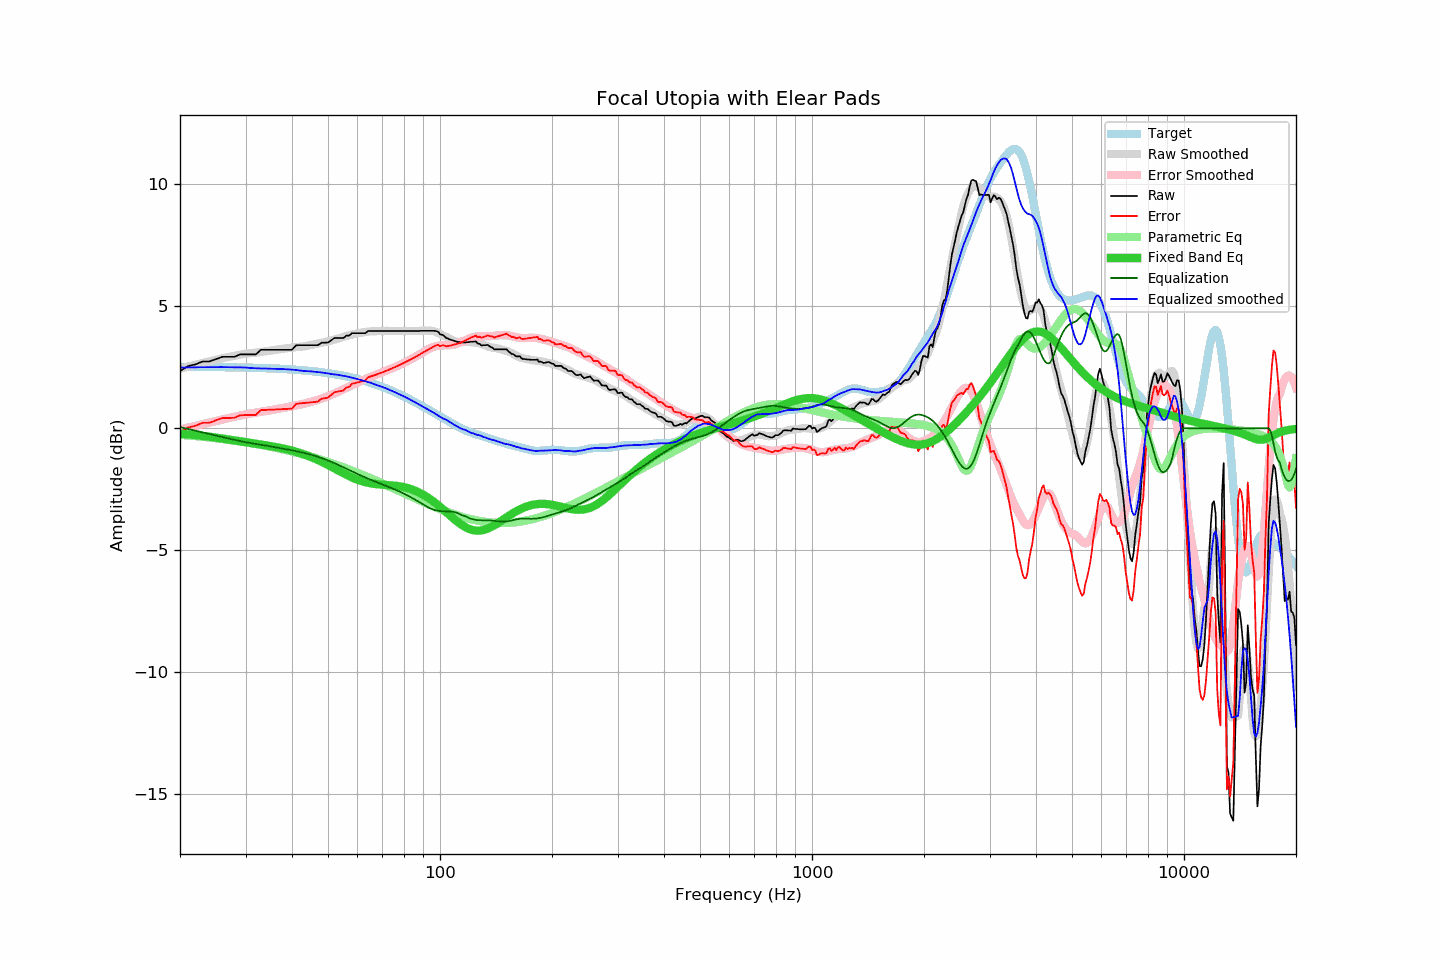 Focal Utopia with Elear Pads
Target
Raw Smoothed
Error Smoothed
Raw
Error
Parametric Eq
Fixed Band Eq
Equalization
Equalized smoothed
10
5
0
−5
−10
−15
Amplitude (dBr)
100
1000
10000
Frequency (Hz)